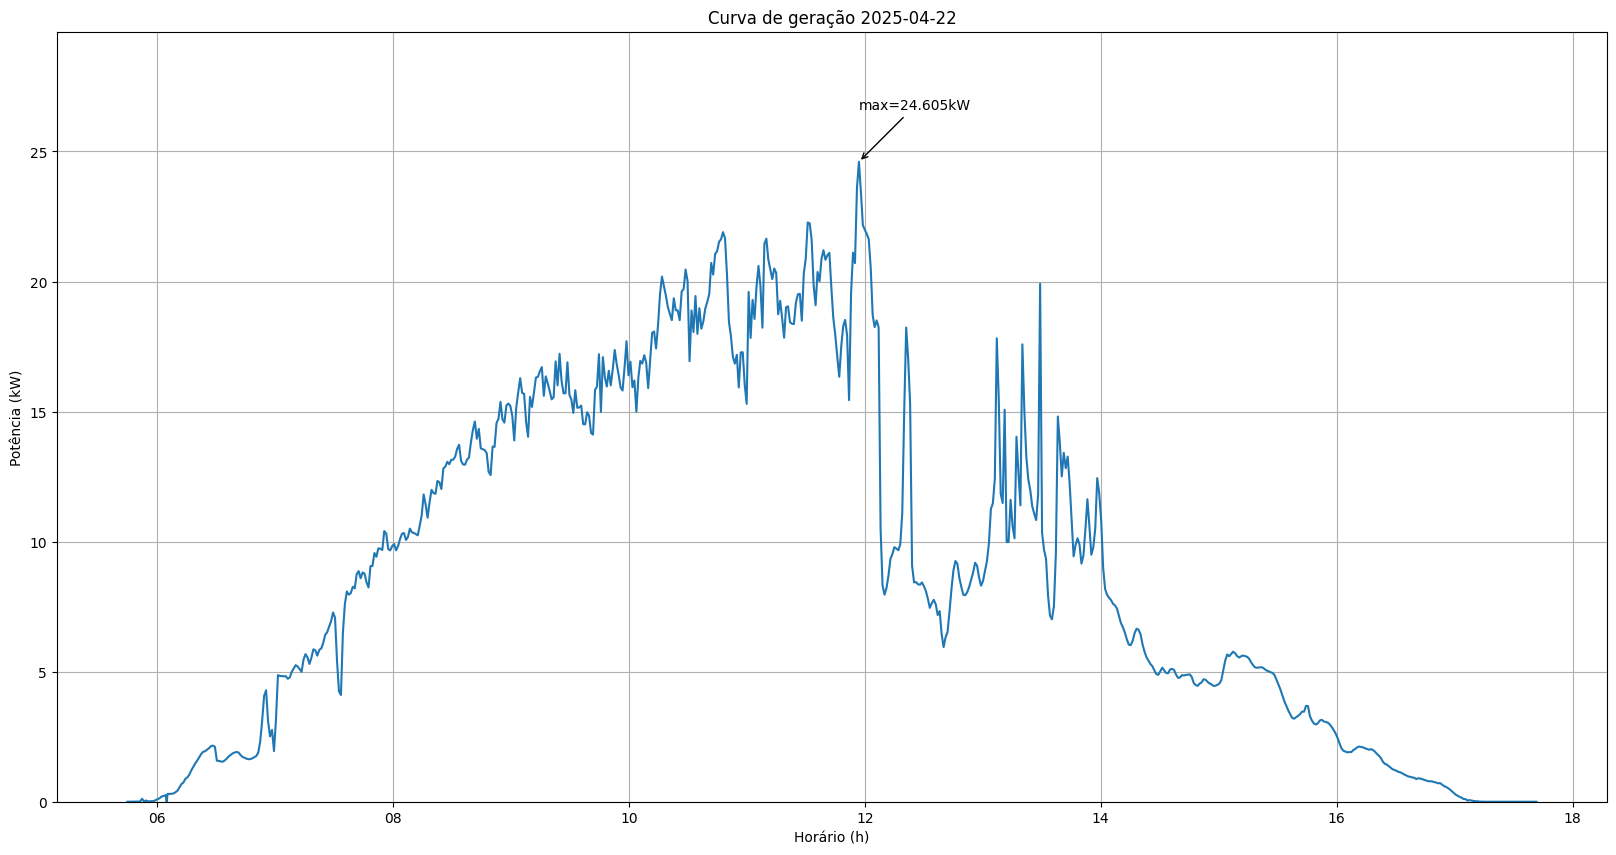 Curva de geração 2025-04-22
max=24.605kW
Potência (kW)
25
20
15
10
5
0
06 08 10 12 14 16 18
Horário (h)